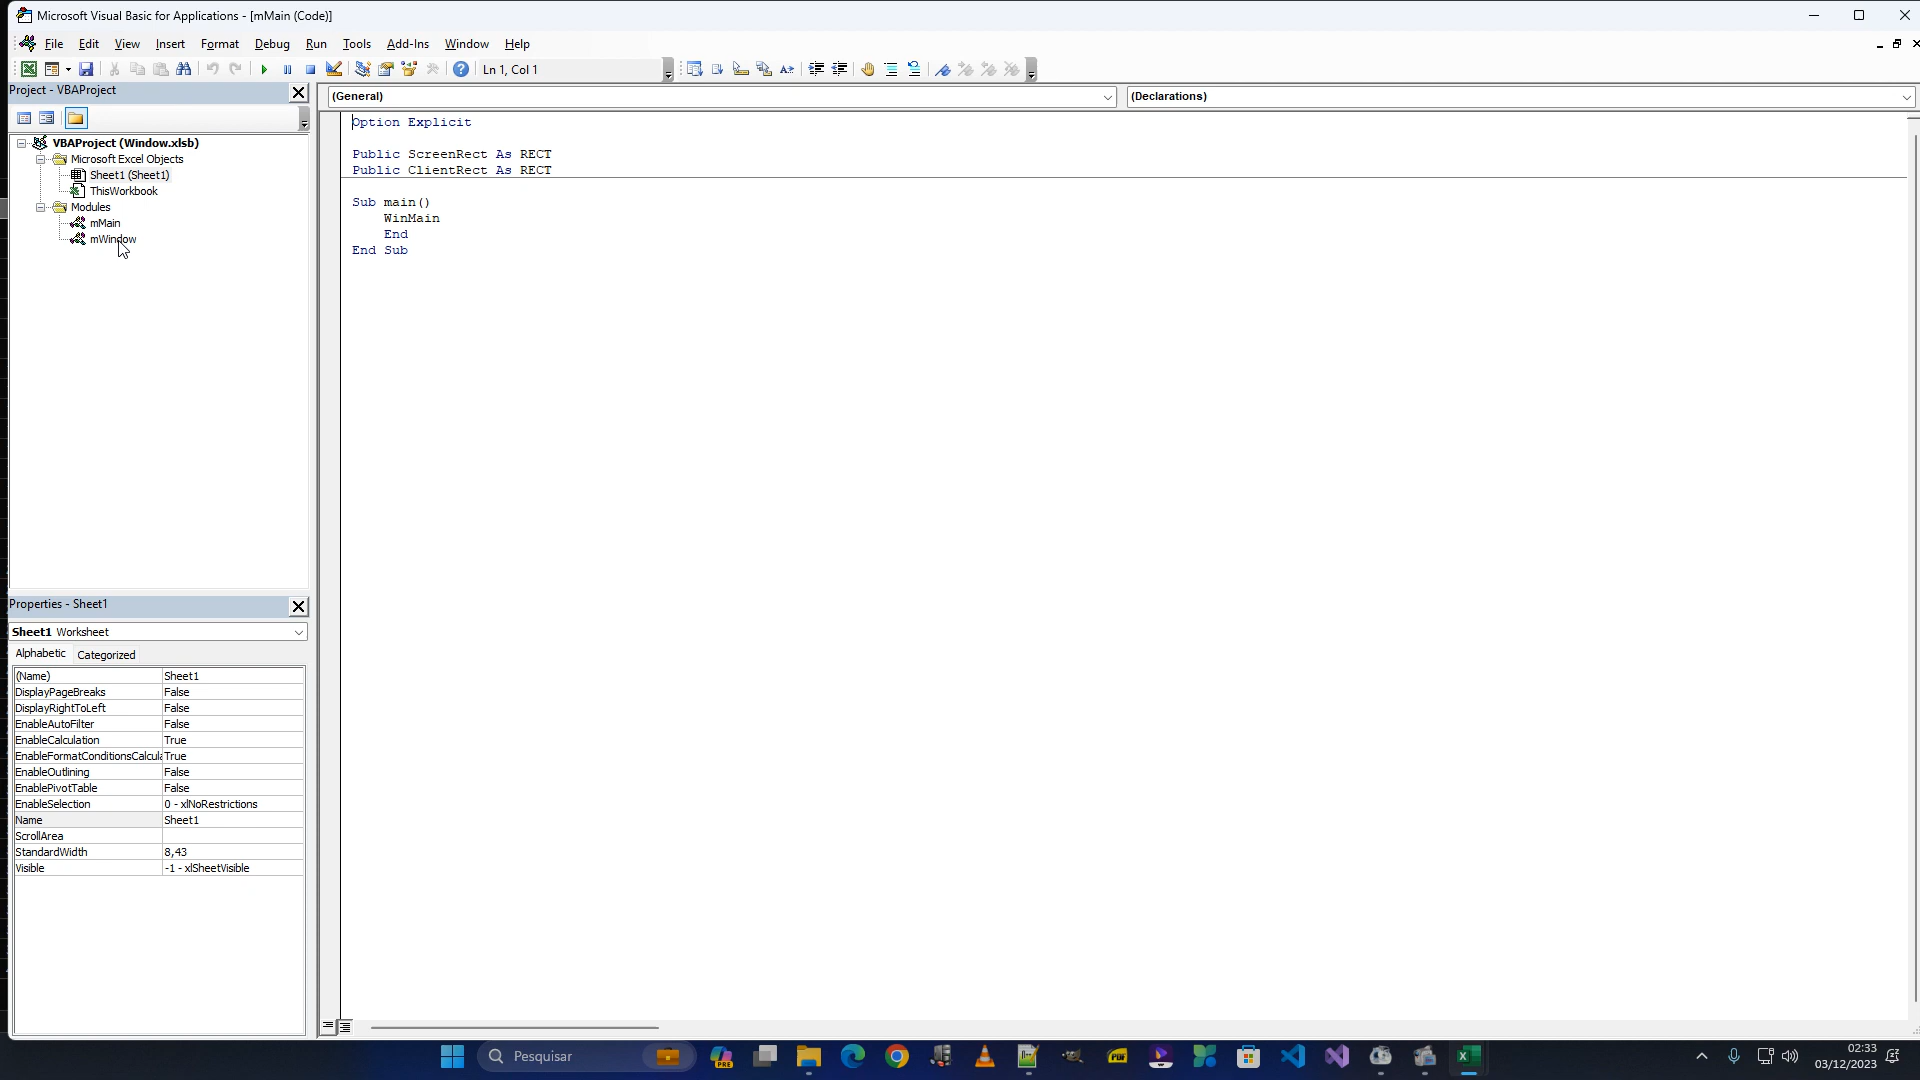 Microsoft Visual Basic for Applications - [mMain (Code)]
File Edit View Insert Format Debug Run Tools Add-Ins Window Help
Ln 1, Col 1
Project - VBAProject
(General)
(Declarations)
VBAProject (Window.xlsb)
Microsoft Excel Objects
Sheet1 (Sheet1)
ThisWorkbook
Modules
mMain
mWindow
Option Explicit
Public ScreenRect As RECT
Public ClientRect As RECT
Sub main()
WinMain
End
End Sub
Properties - Sheet1
Sheet1 Worksheet
Alphabetic Categorized
(Name) Sheet1
DisplayPageBreaks False
DisplayRightToLeft False
EnableAutoFilter False
EnableCalculation True
EnableFormatConditionsCalcula True
EnableOutlining False
EnablePivotTable False
EnableSelection 0 - xlNoRestrictions
Name Sheet1
ScrollArea
StandardWidth 8,43
Visible -1 - xlSheetVisible
Pesquisar
PRE
02:33
03/12/2023